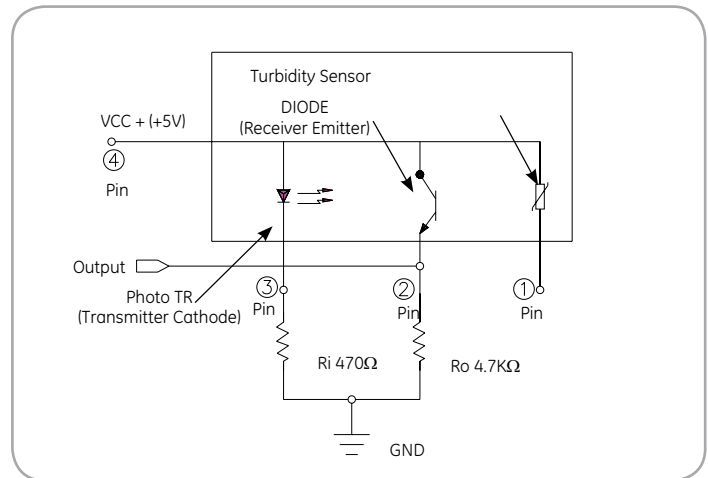 Turbidity Sensor
DIODE
(Receiver Emitter)
VCC + (+5V)
④
Pin
Output
Photo TR
(Transmitter Cathode)
③
Pin
②
Pin
①
Pin
Ri 470Ω
Ro 4.7KΩ
GND